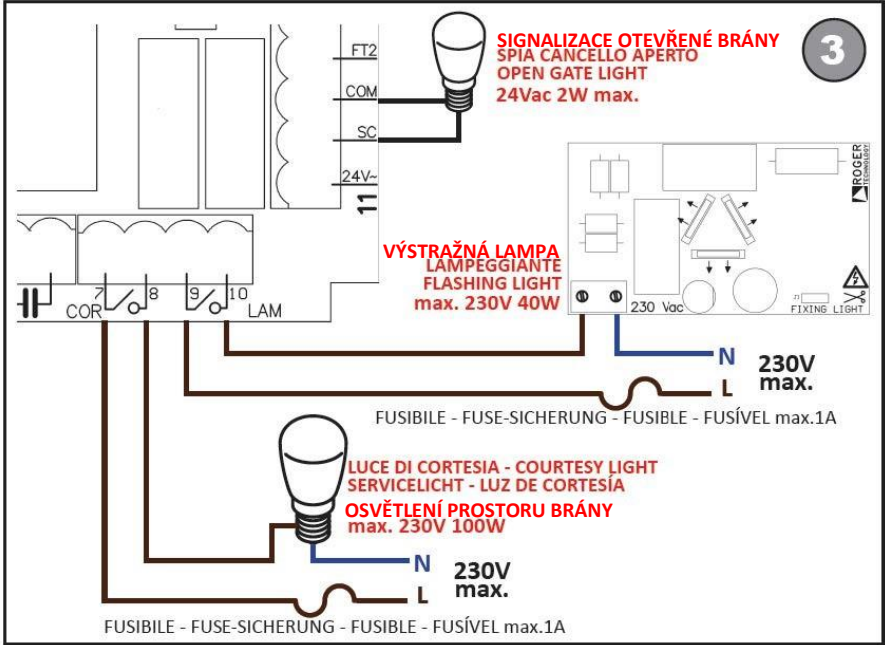 3
FT2
COM
SC
24V~
11
SIGNALIZACE OTEVŘENÉ BRÁNY
SPIA CANCELLO APERTO
OPEN GATE LIGHT
24Vac 2W max.
ROGER
TECHNOLOGY
VÝSTRAŽNÁ LAMPA
LAMPEGGIANTE
FLASHING LIGHT
max. 230V 40W
230 Vac
J1
FIXING LIGHT
7 8 9 10
COR LAM
N
L
230V
max.
FUSIBILE - FUSE-SICHERUNG - FUSIBLE - FUSÍVEL max.1A
LUCE DI CORTESIA - COURTESY LIGHT
SERVICELICHT - LUZ DE CORTESÍA
OSVĚTLENÍ PROSTORU BRÁNY
max. 230V 100W
N
L
230V
max.
FUSIBILE - FUSE-SICHERUNG - FUSIBLE - FUSÍVEL max.1A